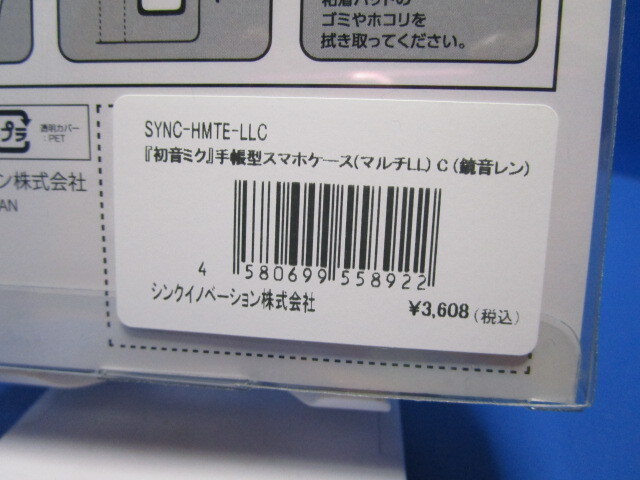 粘着パッドの
ゴミやホコリを
拭き取ってください。
プラ
透明カバー
:PET
ン株式会社
AN
SYNC-HMTE-LLC
『初音ミク』手帳型スマホケース(マルチLL) C (鏡音レン)
4 580699 558922
シンクイノベーション株式会社
¥3,608 (税込)